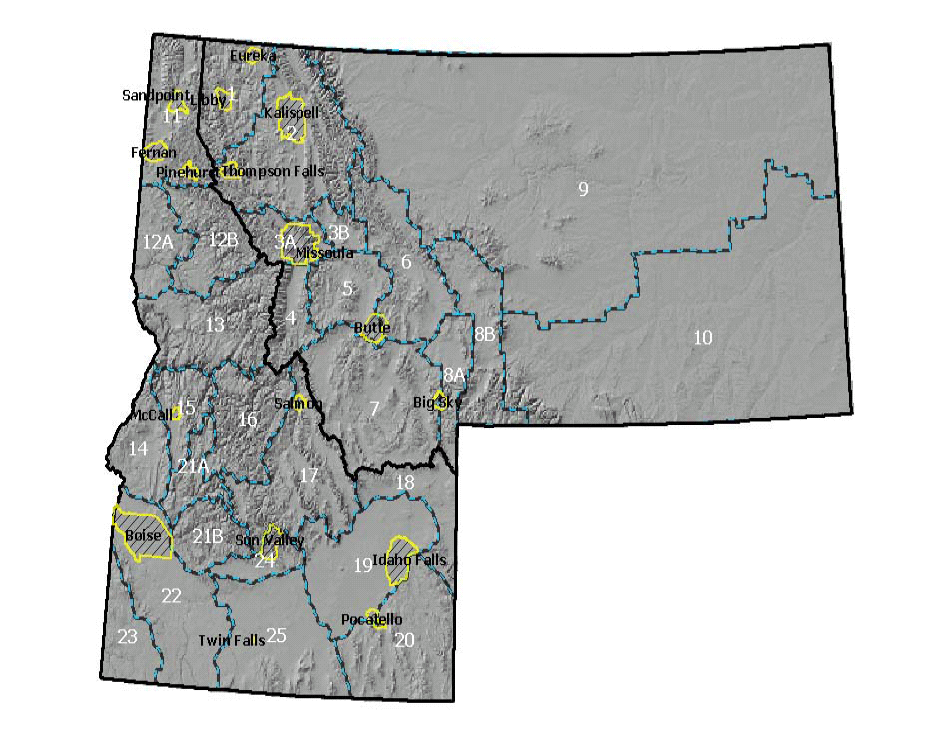 Eureka
Sandpoint
Libby
1
11
Kalispell
2
Fernan
Pinehurst
Thompson Falls
9
12A
12B
3A
3B
Missoula
6
5
4
13
Butte
8B
10
8A
Big Sky
7
Salmon
McCall
15
16
14
21A
17
18
Boise
21B
Sun Valley
24
19
Idaho Falls
22
Pocatello
23
Twin Falls
25
20